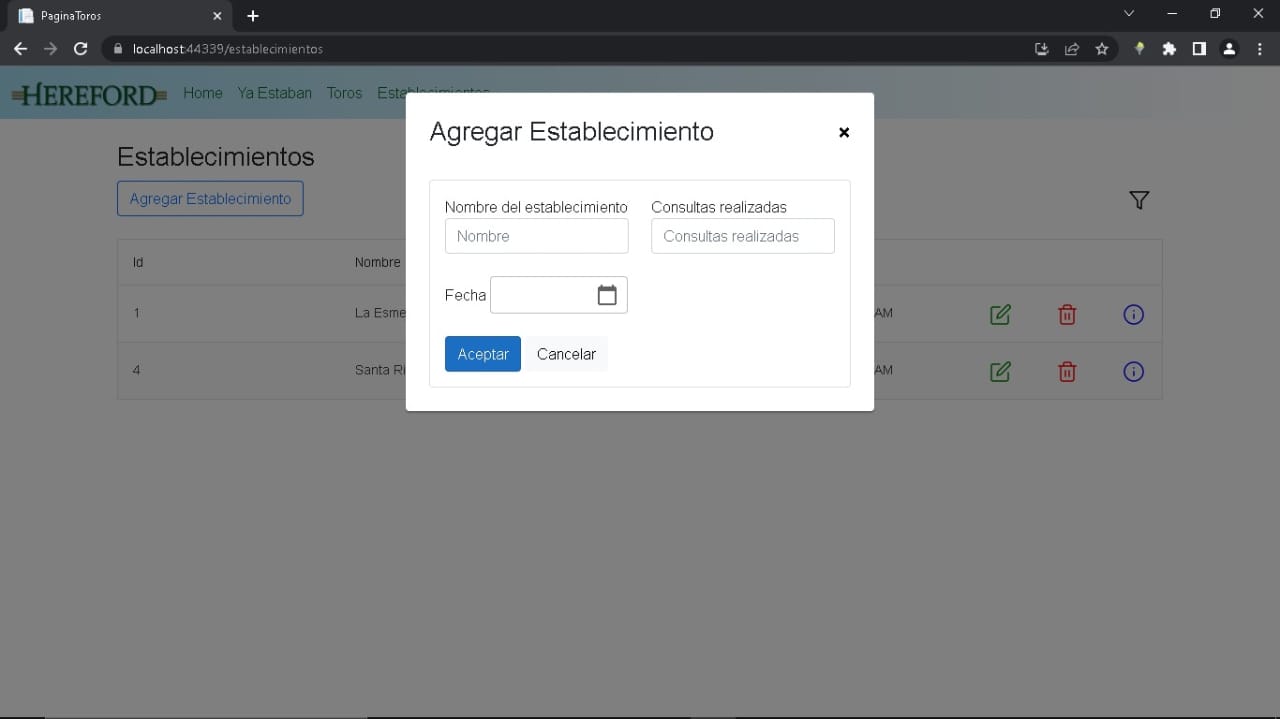 PaginaToros
localhost:44339/establecimientos
HEREFORD Home Ya Estaban Toros Establecimientos
Agregar Establecimiento
Establecimientos
Agregar Establecimiento
Nombre del establecimiento Consultas realizadas
Nombre Consultas realizadas
Id Nombre
Fecha
1 La Esme AM
Aceptar Cancelar
4 Santa Ri AM